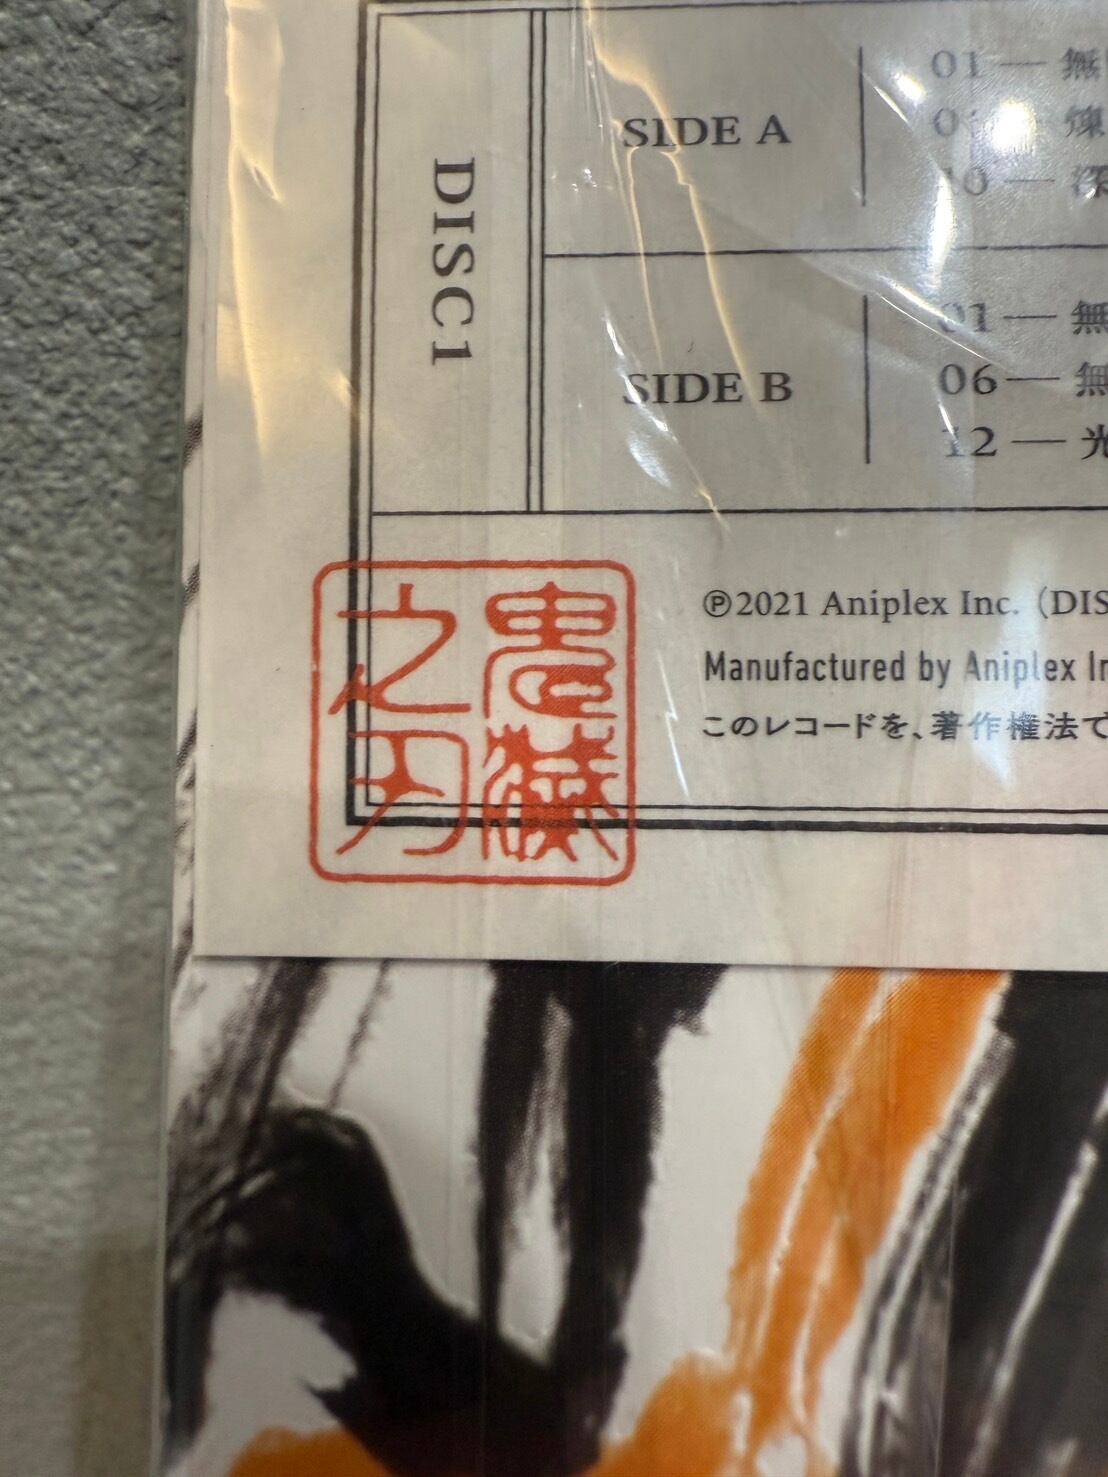 DISC1
SIDE A
01 — 無
煉
10 — 深
SIDE B
01 — 無
06 — 無
12 — 光
鬼滅
之刃
℗2021 Aniplex Inc. (DIS
Manufactured by Aniplex In
このレコードを、著作権法で